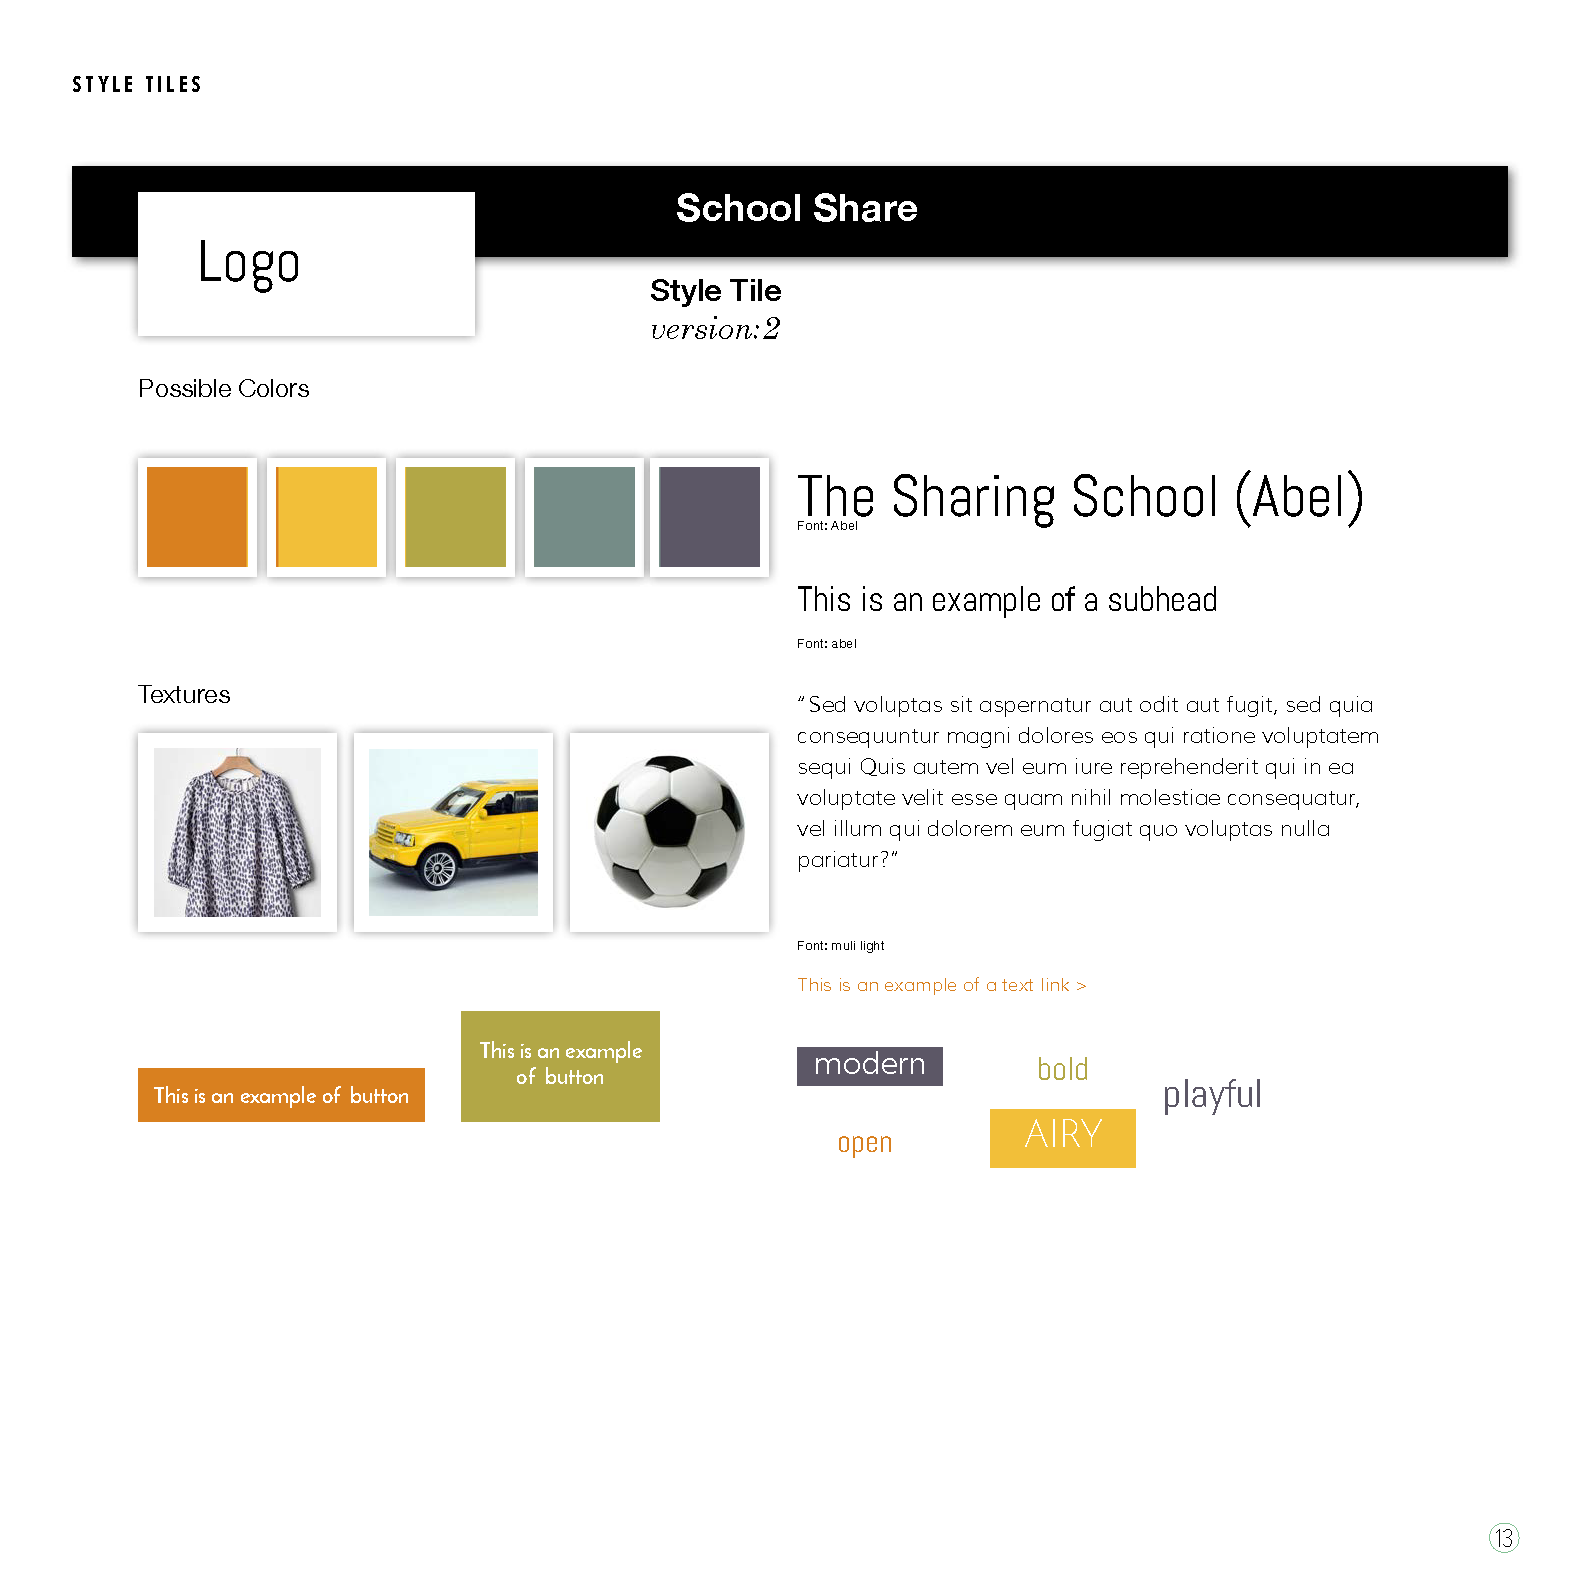 STYLE TILES
School Share
Logo
Style Tile
version:2
Possible Colors
The Sharing School (Abel)
Font: Abel
This is an example of a subhead
Font: abel
Textures
“Sed voluptas sit aspernatur aut odit aut fugit, sed quia
consequuntur magni dolores eos qui ratione voluptatem
sequi Quis autem vel eum iure reprehenderit qui in ea
voluptate velit esse quam nihil molestiae consequatur,
vel illum qui dolorem eum fugiat quo voluptas nulla
pariatur?”
Font: muli light
This is an example of a text link >
This is an example of button
This is an example
of button
modern
bold
playful
open
AIRY
13